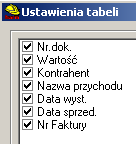 Ustawienia tabeli
Nr.dok.
Wartość
Kontrahent
Nazwa przychodu
Data wyst.
Data sprzed.
Nr Faktury